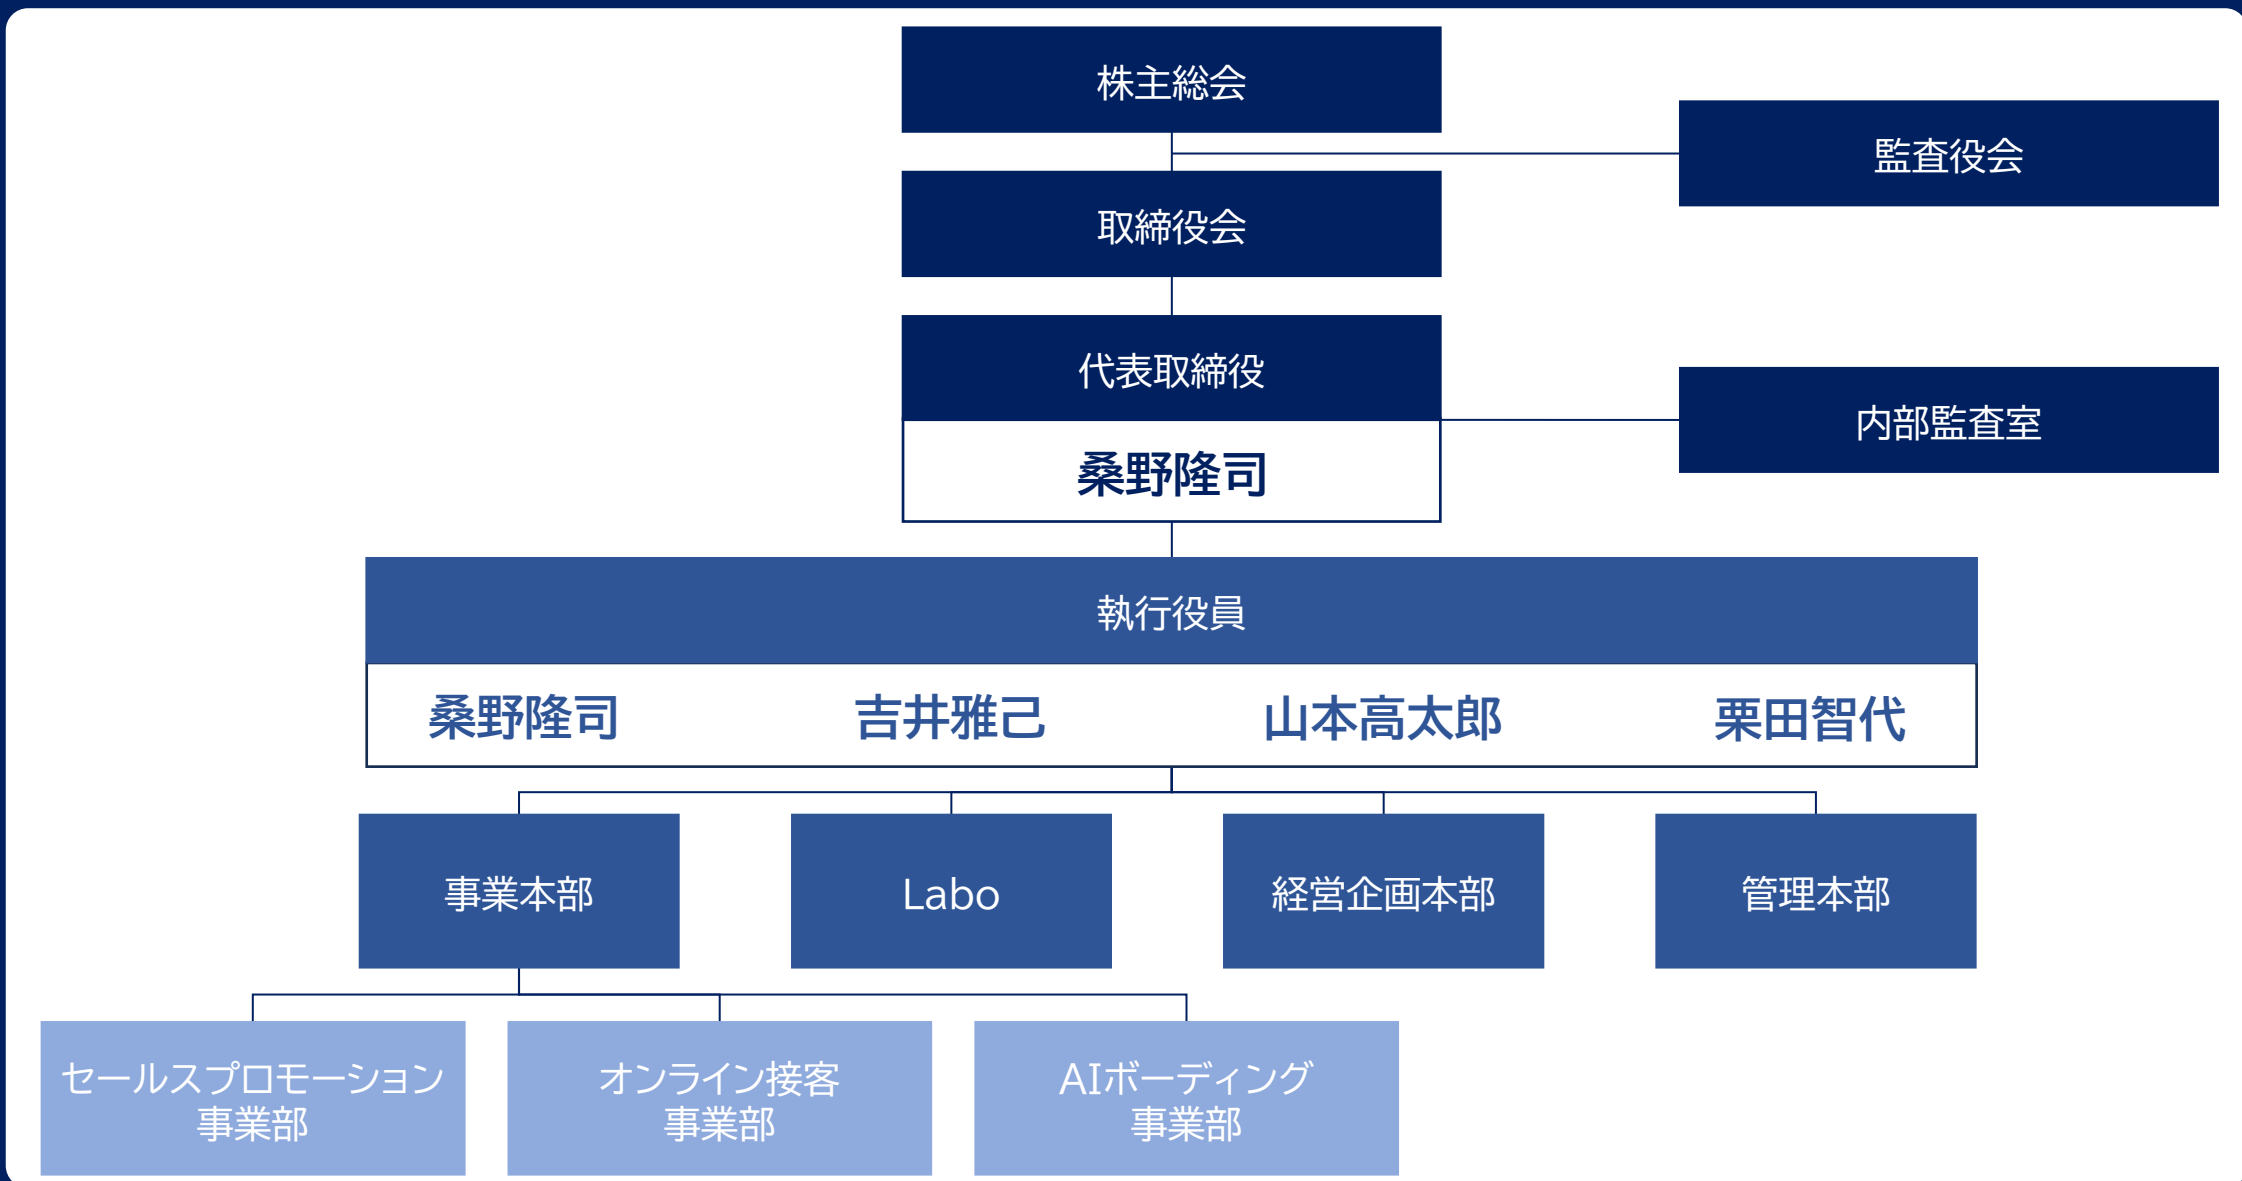 株主総会
監査役会
取締役会
代表取締役
桑野隆司
内部監査室
執行役員
桑野隆司
吉井雅己
山本高太郎
栗田智代
事業本部
Labo
経営企画本部
管理本部
セールスプロモーション
事業部
オンライン接客
事業部
AIボーディング
事業部